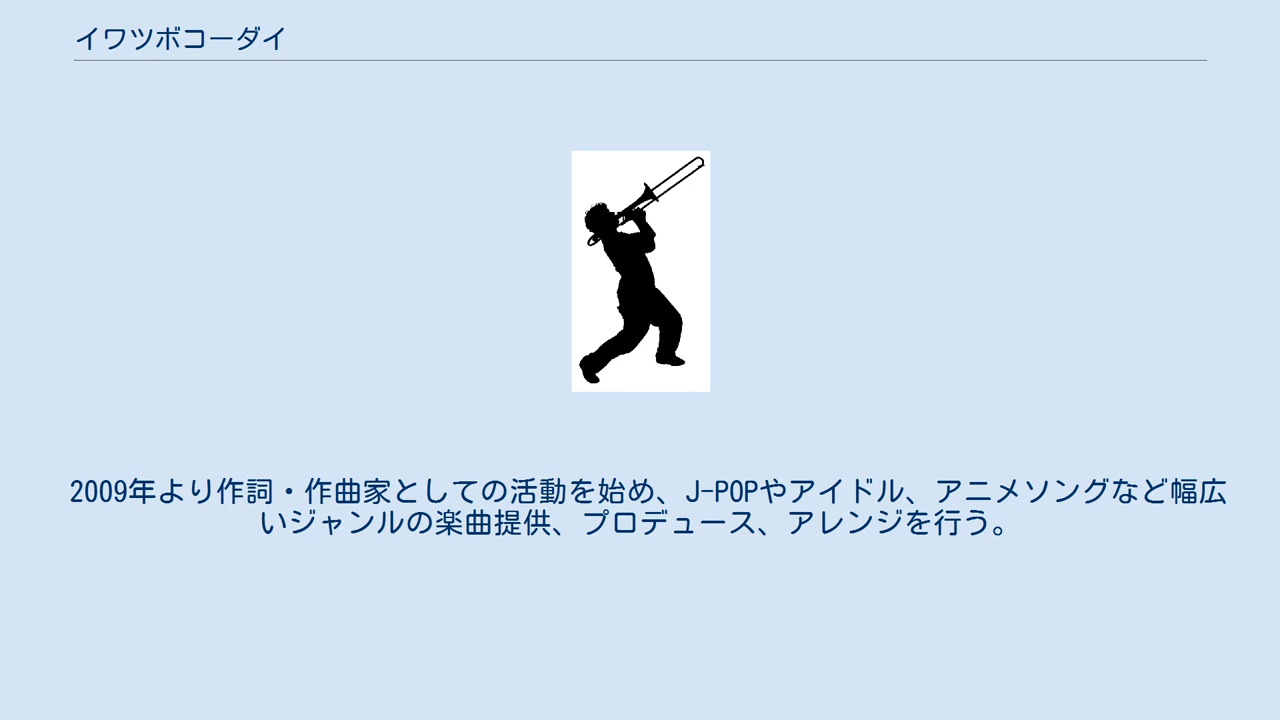 イワツボコーダイ
2009年より作詞・作曲家としての活動を始め、J-POPやアイドル、アニメソングなど幅広
いジャンルの楽曲提供、プロデュース、アレンジを行う。